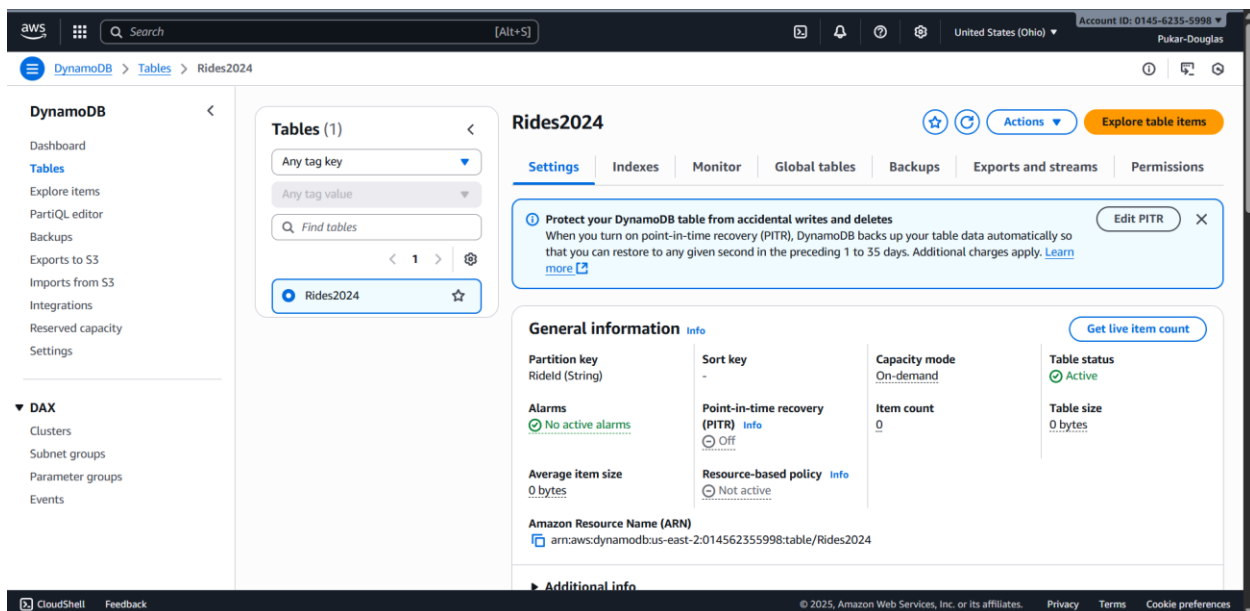 aws
Search
[Alt+S]
United States (Ohio)
Account ID: 0145-6235-5998
Pukar-Douglas
DynamoDB > Tables > Rides2024
DynamoDB
Dashboard
Tables
Explore items
PartiQL editor
Backups
Exports to S3
Imports from S3
Integrations
Reserved capacity
Settings
DAX
Clusters
Subnet groups
Parameter groups
Events
Tables (1)
Any tag key
Any tag value
Find tables
< 1 >
Rides2024
Rides2024
Actions
Explore table items
Settings
Indexes
Monitor
Global tables
Backups
Exports and streams
Permissions
Protect your DynamoDB table from accidental writes and deletes
When you turn on point-in-time recovery (PITR), DynamoDB backs up your table data automatically so
that you can restore to any given second in the preceding 1 to 35 days. Additional charges apply. Learn
more
Edit PITR
General information Info
Get live item count
Partition key
RideId (String)
Sort key
-
Capacity mode
On-demand
Table status
Active
Alarms
No active alarms
Point-in-time recovery
(PITR) Info
Off
Item count
0
Table size
0 bytes
Average item size
0 bytes
Resource-based policy Info
Not active
Amazon Resource Name (ARN)
arn:aws:dynamodb:us-east-2:014562355998:table/Rides2024
Additional info
CloudShell
Feedback
© 2025, Amazon Web Services, Inc. or its affiliates.
Privacy
Terms
Cookie preferences